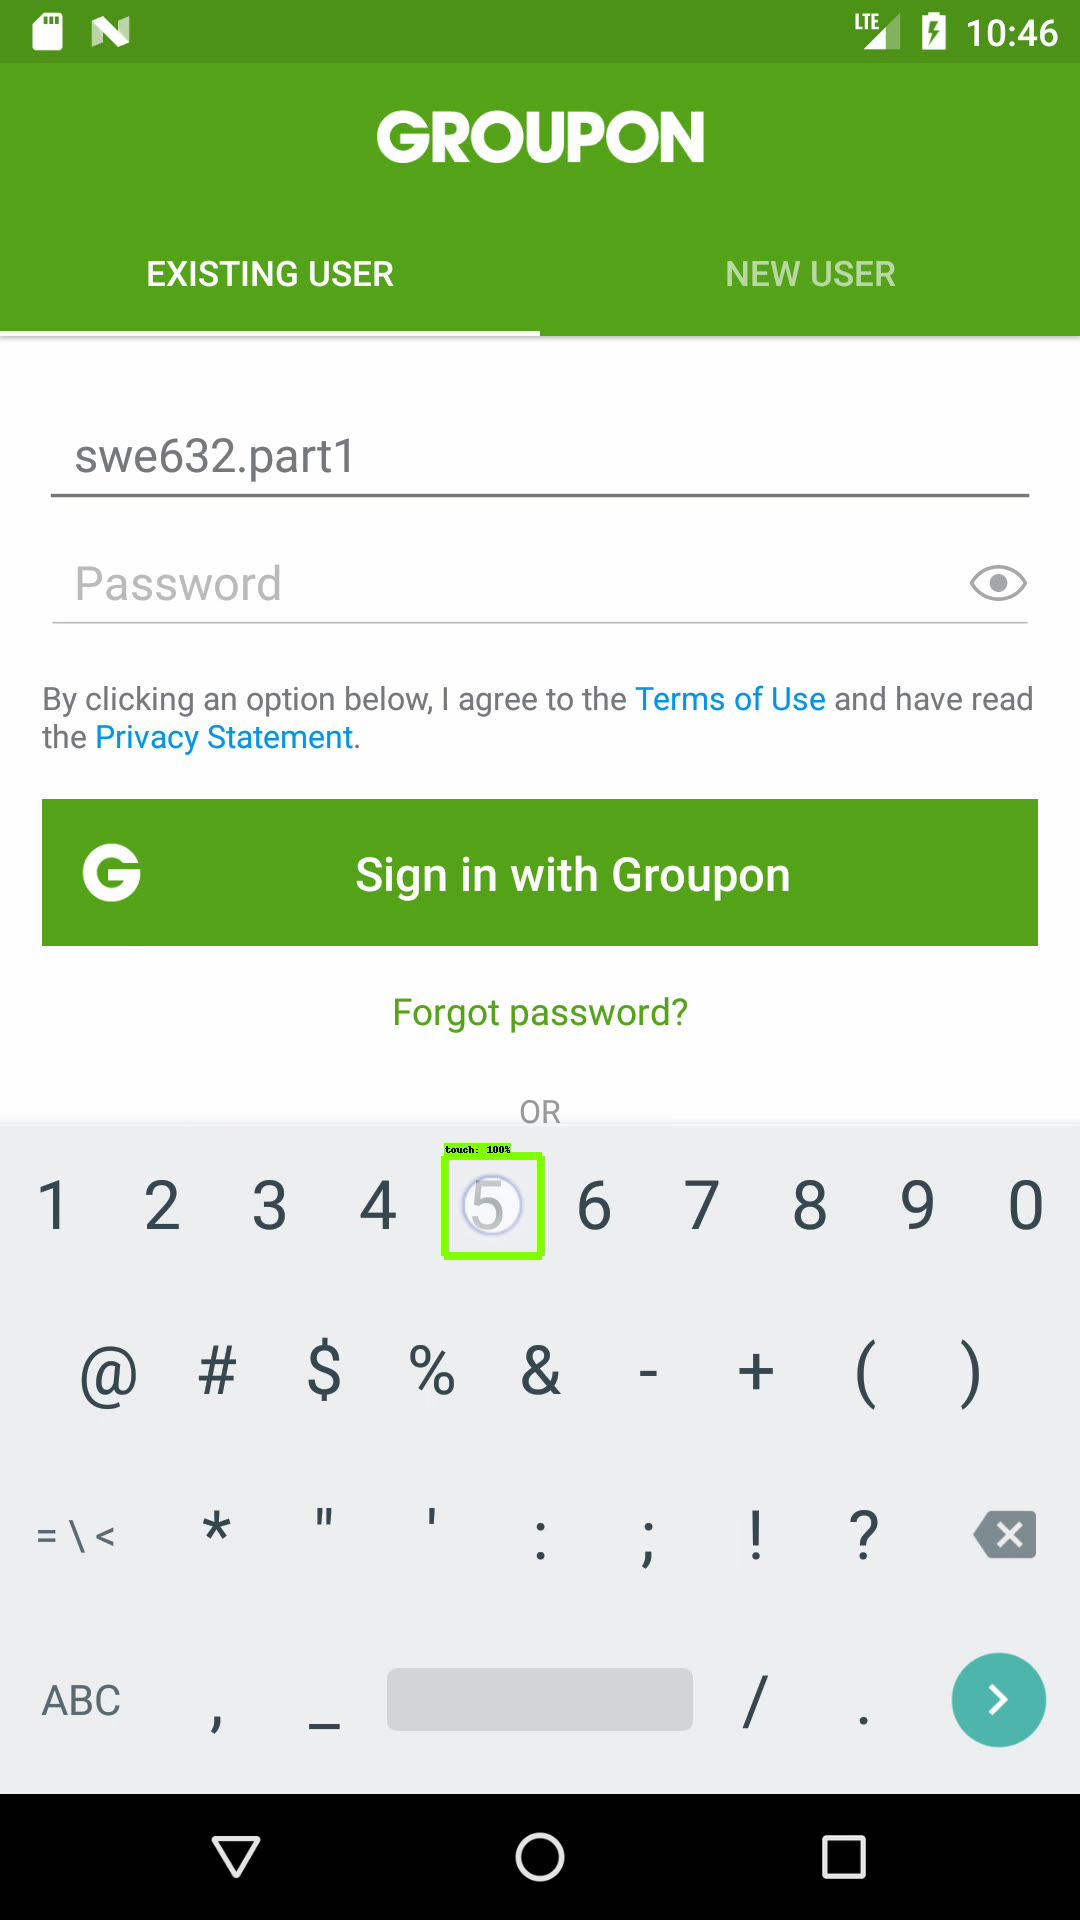 LTE 10:46
GROUPON
EXISTING USER NEW USER
swe632.part1
Password
By clicking an option below, I agree to the Terms of Use and have read
the Privacy Statement.
G Sign in with Groupon
Forgot password?
OR
touch: 100%
1 2 3 4 5 6 7 8 9 0
@ # $ % & - + ( )
= \ < * " ' : ; ! ?
ABC , _ / .